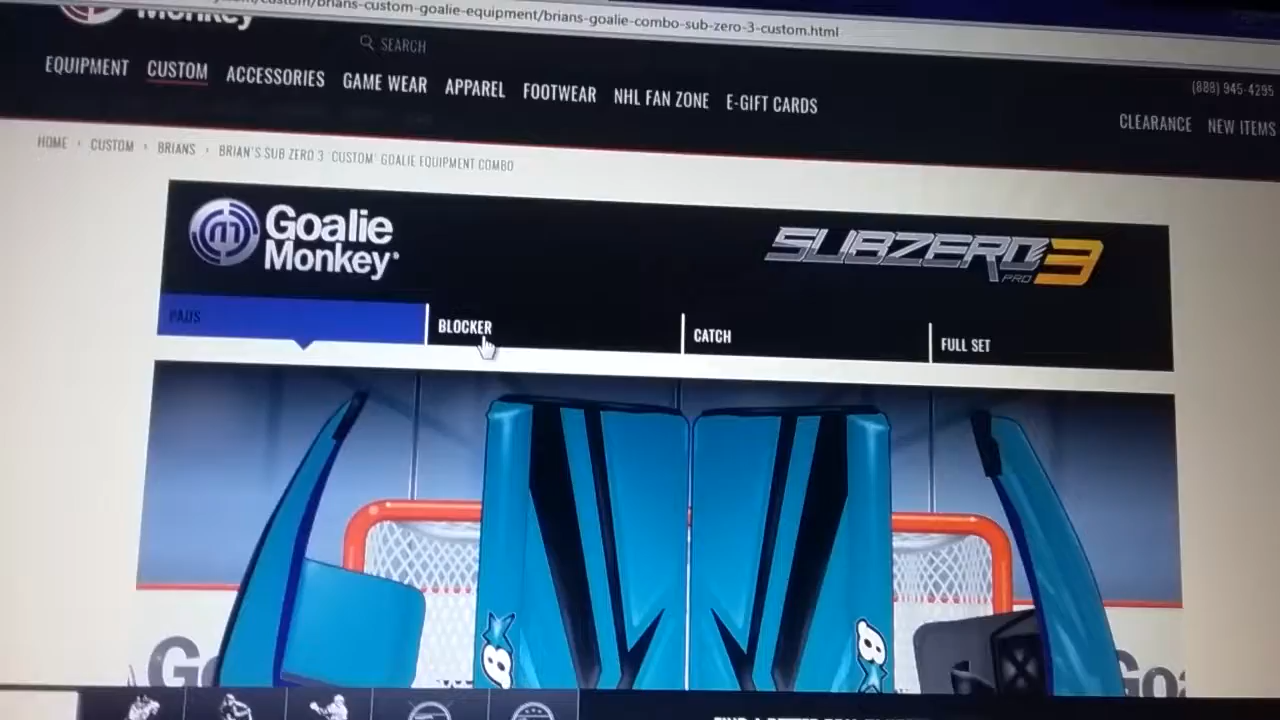 custom/brians-custom-goalie-equipment/brians-goalie-combo-sub-zero-3-custom.html
Monkey
SEARCH
(888) 945-4295
EQUIPMENT CUSTOM ACCESSORIES GAME WEAR APPAREL FOOTWEAR NHL FAN ZONE E-GIFT CARDS
CLEARANCE NEW ITEMS
HOME CUSTOM BRIANS BRIAN'S SUB ZERO 3 CUSTOM GOALIE EQUIPMENT COMBO
Goalie
Monkey
SUBZERO 3
PRO
PADS
BLOCKER
CATCH
FULL SET